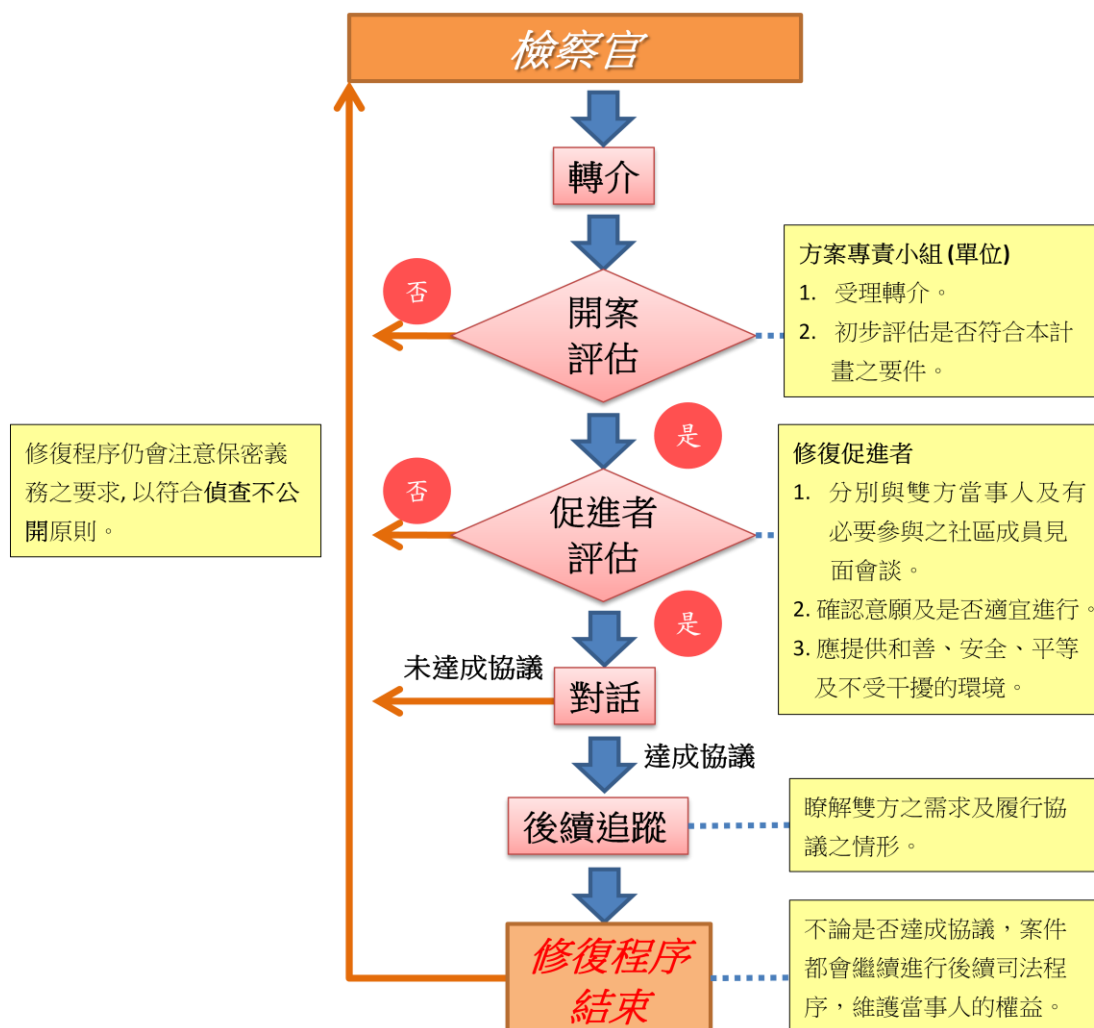 檢察官
轉介
方案專責小組 (單位)
1. 受理轉介。
2. 初步評估是否符合本計
畫之要件。
否
開案
評估
是
修復程序仍會注意保密義
務之要求, 以符合偵查不公
開原則。
修復促進者
1. 分別與雙方當事人及有
必要參與之社區成員見
面會談。
2. 確認意願及是否適宜進行。
3. 應提供和善、安全、平等
及不受干擾的環境。
否
促進者
評估
是
未達成協議
對話
達成協議
後續追蹤
瞭解雙方之需求及履行協
議之情形。
修復程序
結束
不論是否達成協議，案件
都會繼續進行後續司法程
序，維護當事人的權益。